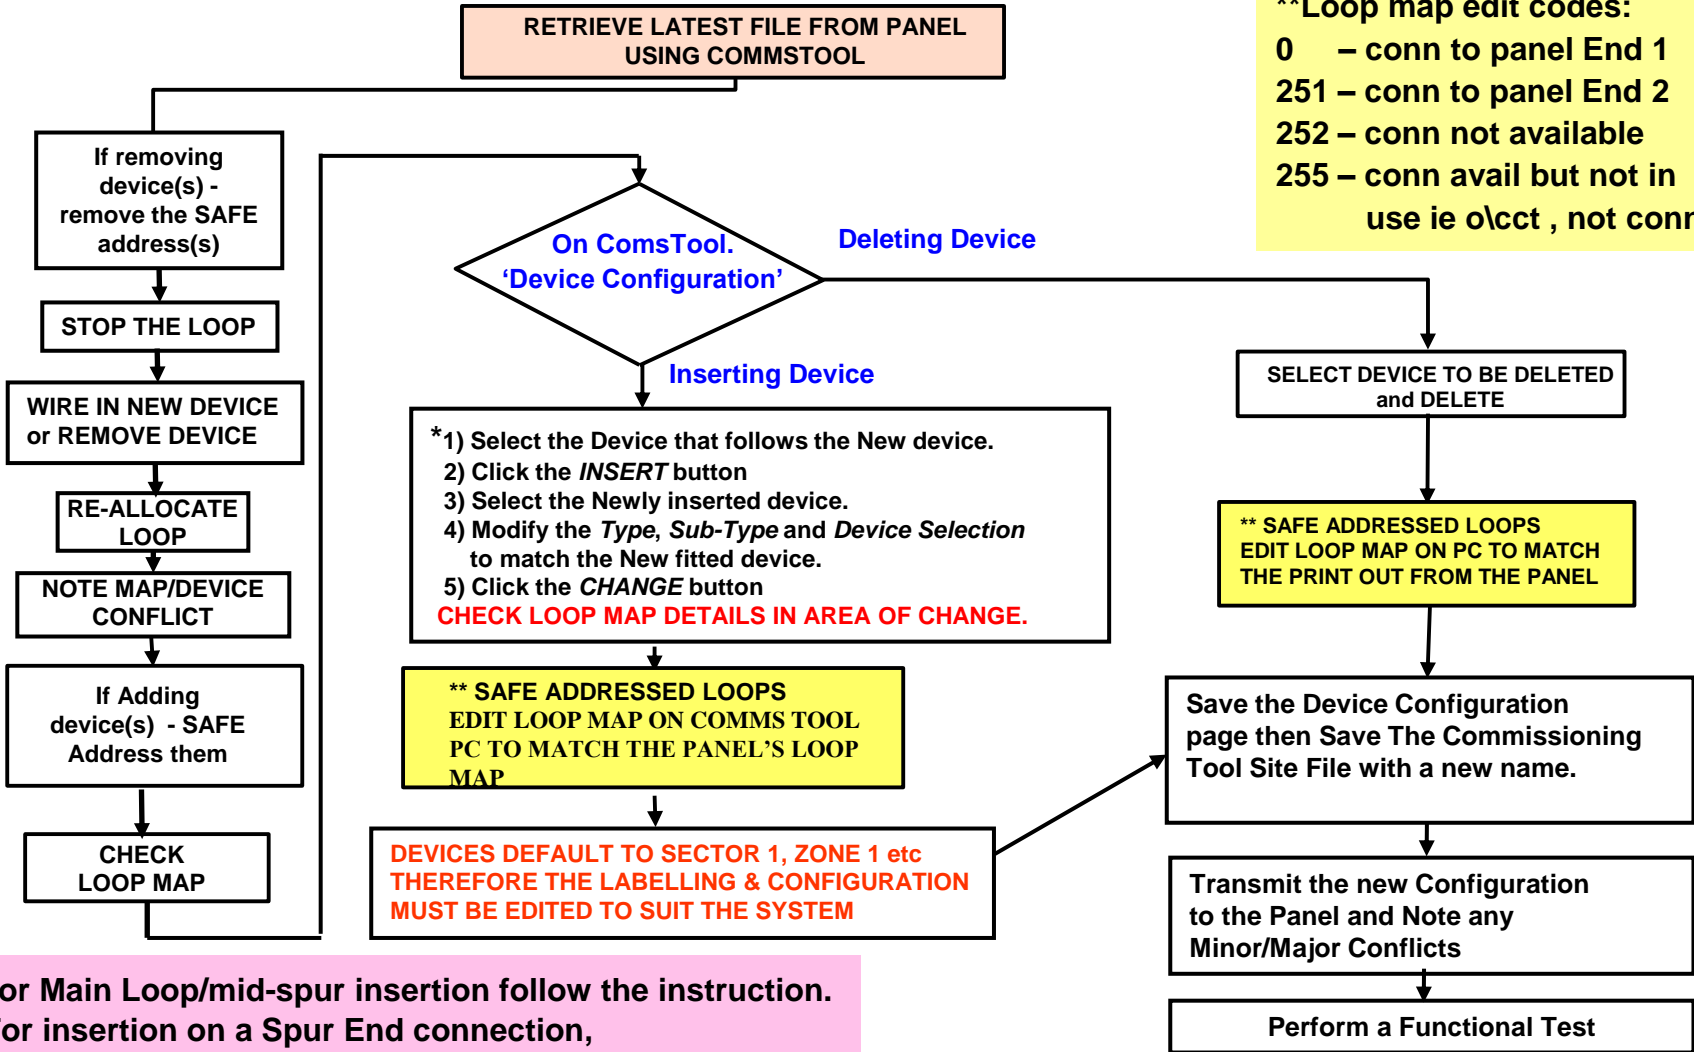 RETRIEVE LATEST FILE FROM PANEL
USING COMMSTOOL
**Loop map edit codes:
0 – conn to panel End 1
251 – conn to panel End 2
252 – conn not available
255 – conn avail but not in
use ie o\cct , not conn
If removing
device(s) -
remove the SAFE
address(s)
STOP THE LOOP
WIRE IN NEW DEVICE
or REMOVE DEVICE
RE-ALLOCATE
LOOP
NOTE MAP/DEVICE
CONFLICT
If Adding
device(s) - SAFE
Address them
CHECK
LOOP MAP
On ComsTool.
‘Device Configuration’
Deleting Device
Inserting Device
*1) Select the Device that follows the New device.
2) Click the INSERT button
3) Select the Newly inserted device.
4) Modify the Type, Sub-Type and Device Selection
to match the New fitted device.
5) Click the CHANGE button
CHECK LOOP MAP DETAILS IN AREA OF CHANGE.
** SAFE ADDRESSED LOOPS
EDIT LOOP MAP ON COMMS TOOL
PC TO MATCH THE PANEL’S LOOP
MAP
DEVICES DEFAULT TO SECTOR 1, ZONE 1 etc
THEREFORE THE LABELLING & CONFIGURATION
MUST BE EDITED TO SUIT THE SYSTEM
SELECT DEVICE TO BE DELETED
and DELETE
** SAFE ADDRESSED LOOPS
EDIT LOOP MAP ON PC TO MATCH
THE PRINT OUT FROM THE PANEL
Save the Device Configuration
page then Save The Commissioning
Tool Site File with a new name.
Transmit the new Configuration
to the Panel and Note any
Minor/Major Conflicts
Perform a Functional Test
or Main Loop/mid-spur insertion follow the instruction.
or insertion on a Spur End connection,